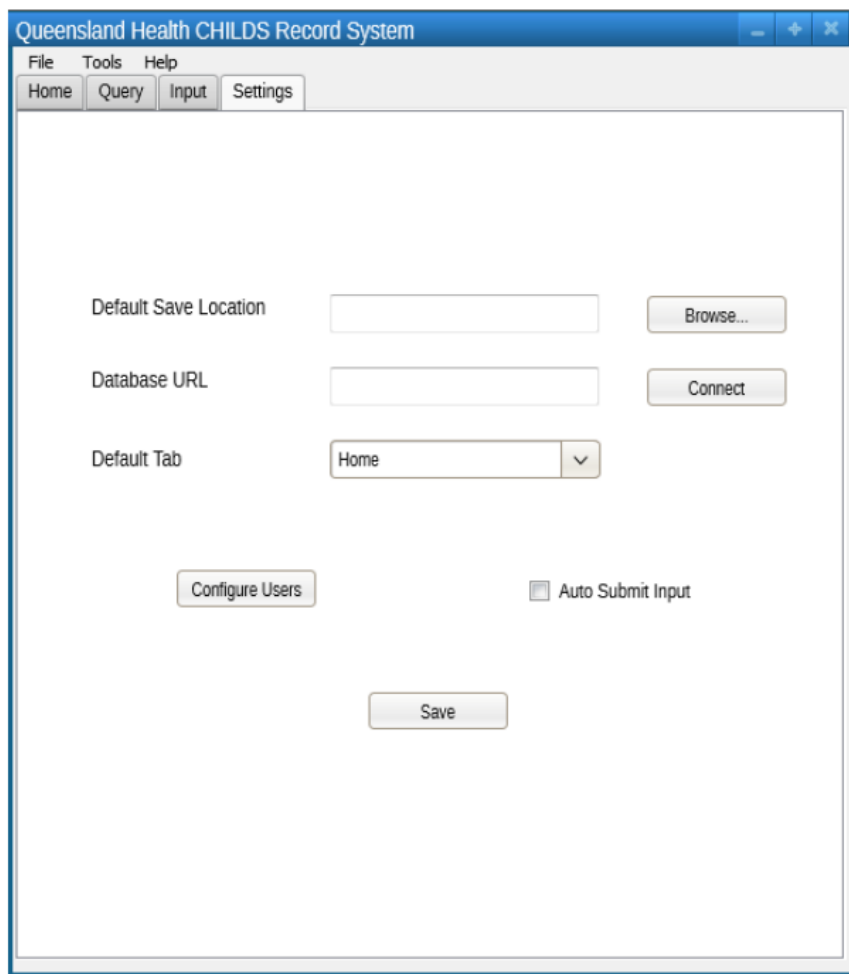 Queensland Health CHILDS Record System
File Tools Help
Home Query Input Settings
Default Save Location Browse...
Database URL Connect
Default Tab Home
Configure Users Auto Submit Input
Save